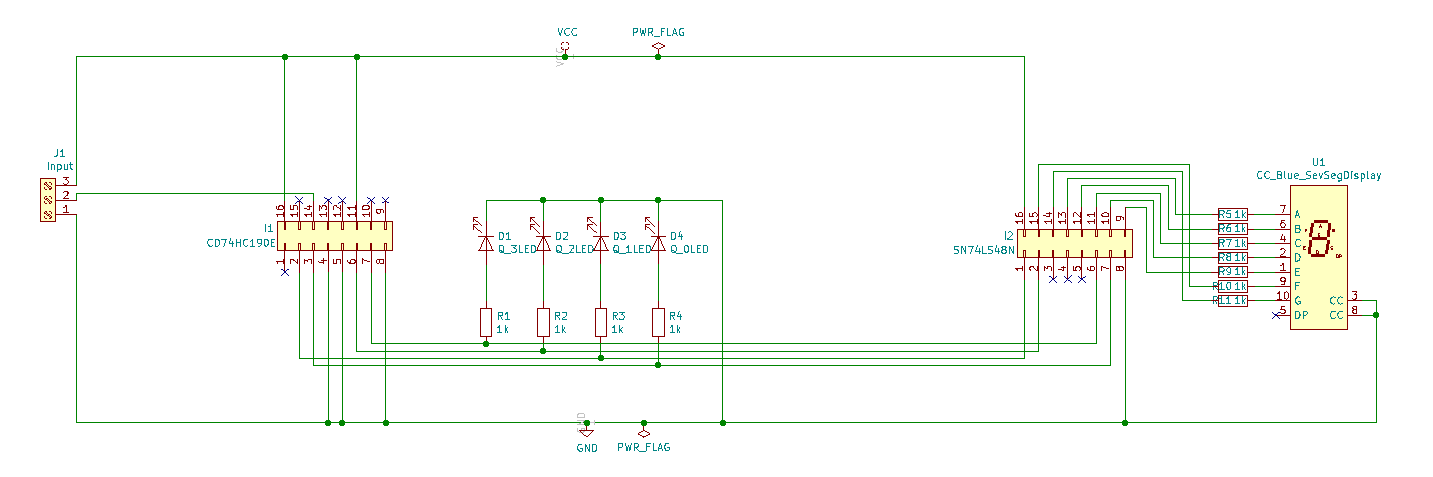 VCC
PWR_FLAG
VCC
J1
Input
3
2
1
16
15
14
13
12
11
10
9
I1
CD74HC190E
1
2
3
4
5
6
7
8
D1
Q_3LED
D2
Q_2LED
D3
Q_1LED
D4
Q_0LED
R1
1k
R2
1k
R3
1k
R4
1k
16
15
14
13
12
11
10
9
I2
SN74LS48N
1
2
3
4
5
6
7
8
U1
CC_Blue_SevSegDisplay
R5 1k
7
A
R6 1k
6
B
R7 1k
4
C
R8 1k
2
D
R9 1k
1
E
R10 1k
9
F
R11 1k
10
G
CC
3
5
DP
CC
8
GND
GND
PWR_FLAG